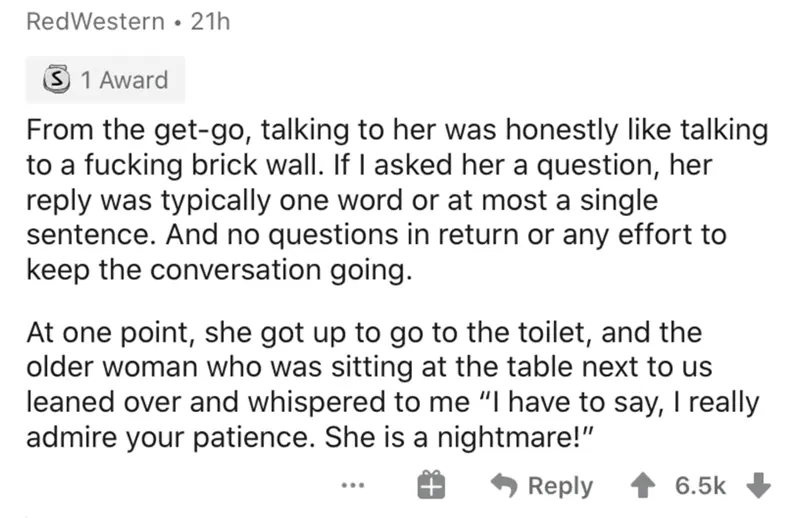 RedWestern • 21h
S 1 Award
From the get-go, talking to her was honestly like talking
to a fucking brick wall. If I asked her a question, her
reply was typically one word or at most a single
sentence. And no questions in return or any effort to
keep the conversation going.
At one point, she got up to go to the toilet, and the
older woman who was sitting at the table next to us
leaned over and whispered to me “I have to say, I really
admire your patience. She is a nightmare!”
... Reply 6.5k